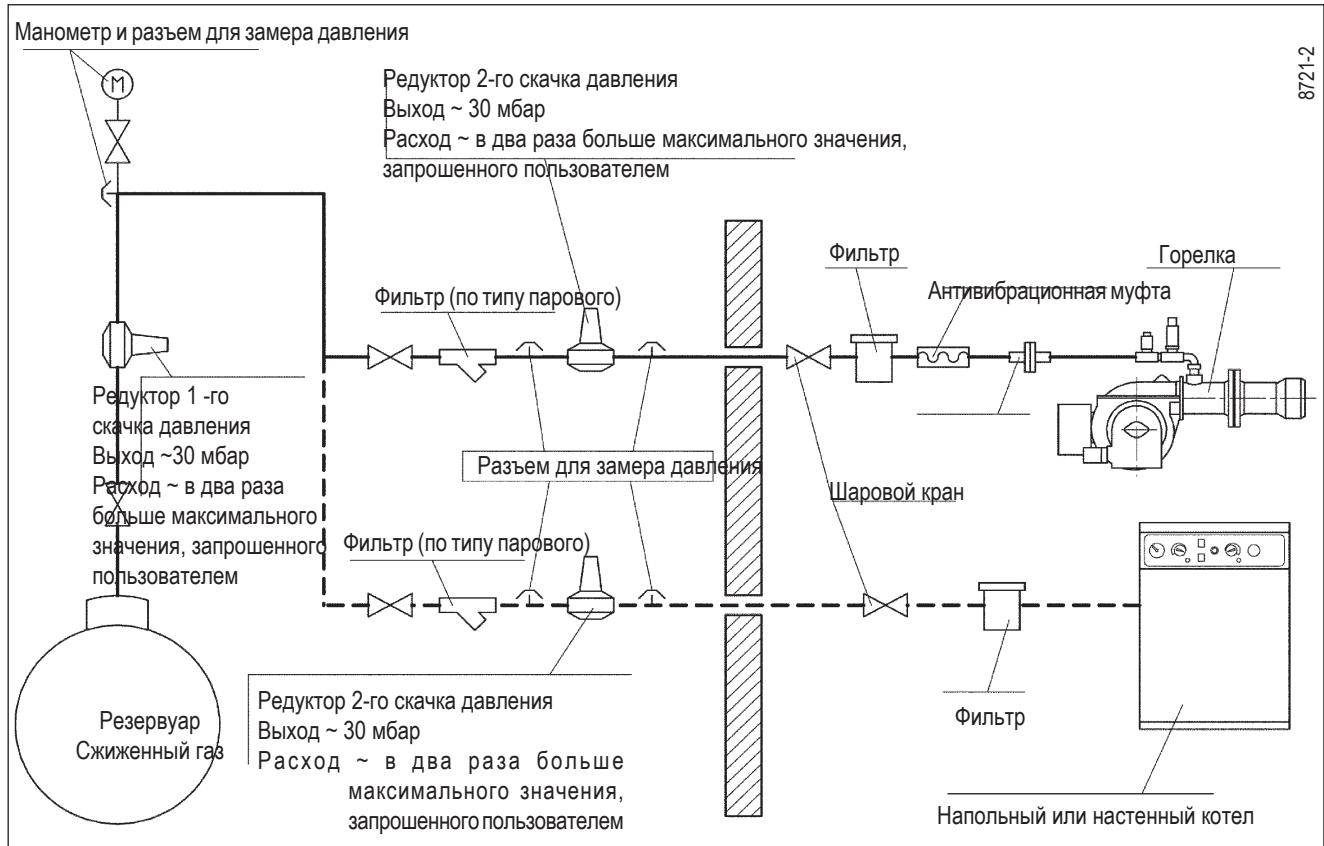 Манометр и разъем для замера давления
M
8721-2
Редуктор 2-го скачка давления
Выход ~ 30 мбар
Расход ~ в два раза больше максимального значения,
запрошенного пользователем
Фильтр
Горелка
Фильтр (по типу парового)
Антивибрационная муфта
Редуктор 1 -го
скачка давления
Выход ~30 мбар
Расход ~ в два раза
больше максимального
значения, запрошенного
пользователем
Разъем для замера давления
Шаровой кран
Фильтр (по типу парового)
Редуктор 2-го скачка давления
Выход ~ 30 мбар
Расход ~ в два раза больше
максимального значения,
запрошенного пользователем
Резервуар
Сжиженный газ
Фильтр
Напольный или настенный котел